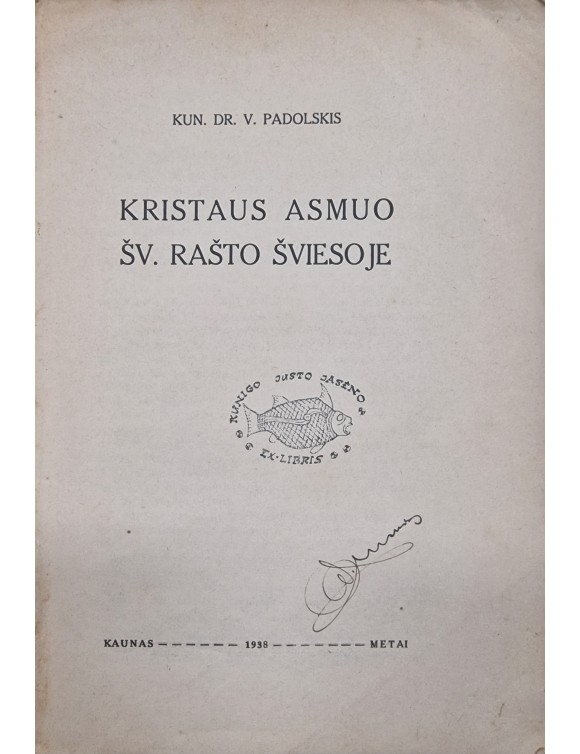 KUN. DR. V. PADOLSKIS
KRISTAUS ASMUO
ŠV. RAŠTO ŠVIESOJE
KUNIGO JUSTO JASĖNO
EX-LIBRIS
KAUNAS — — — — — — 1938 — — — — — — — METAI